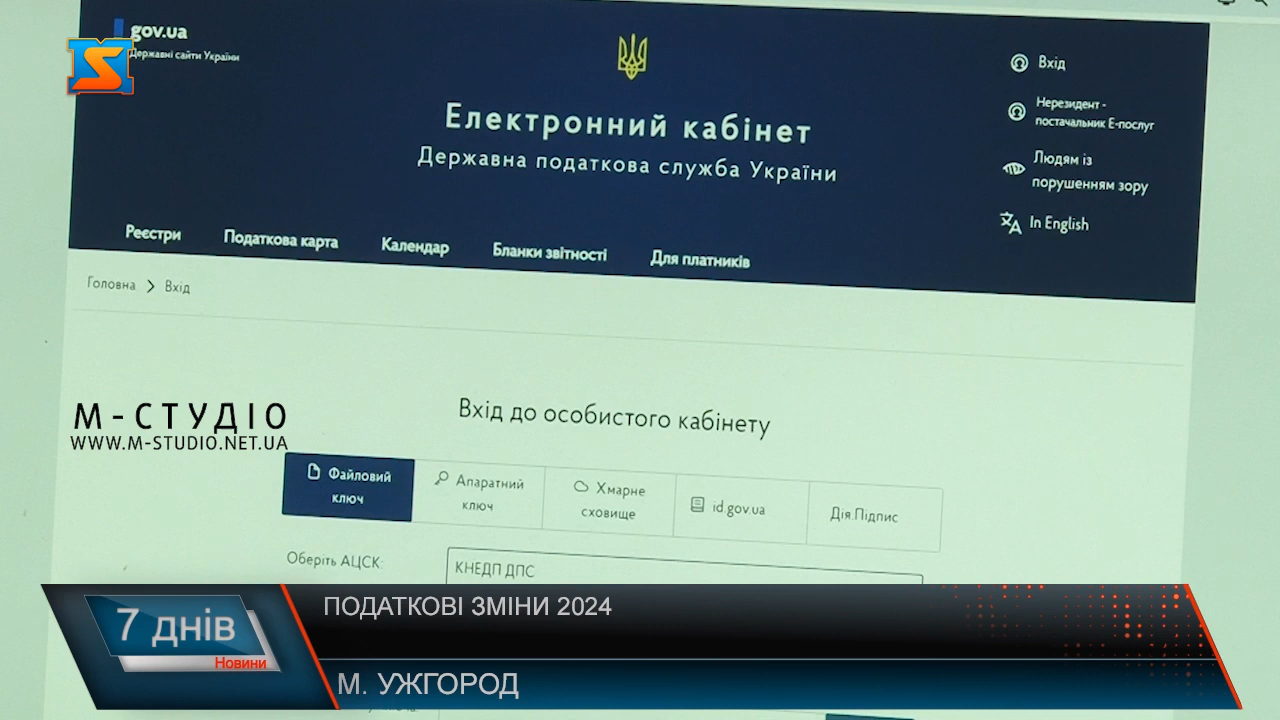 gov.ua
Державні сайти України
Електронний кабінет
Державна податкова служба України
Вхід
Нерезидент -
постачальник Е-послуг
Людям із
порушенням зору
In English
Реєстри
Податкова карта
Календар
Бланки звітності
Для платників
Головна
Вхід
М-СТУДІО
WWW.M-STUDIO.NET.UA
Вхід до особистого кабінету
Файловий
ключ
Апаратний
ключ
Хмарне
сховище
id.gov.ua
Дія.Підпис
Оберіть АЦСК:
КНЕДП ДПС
7 днів
Новини
ПОДАТКОВІ ЗМІНИ 2024
М. УЖГОРОД